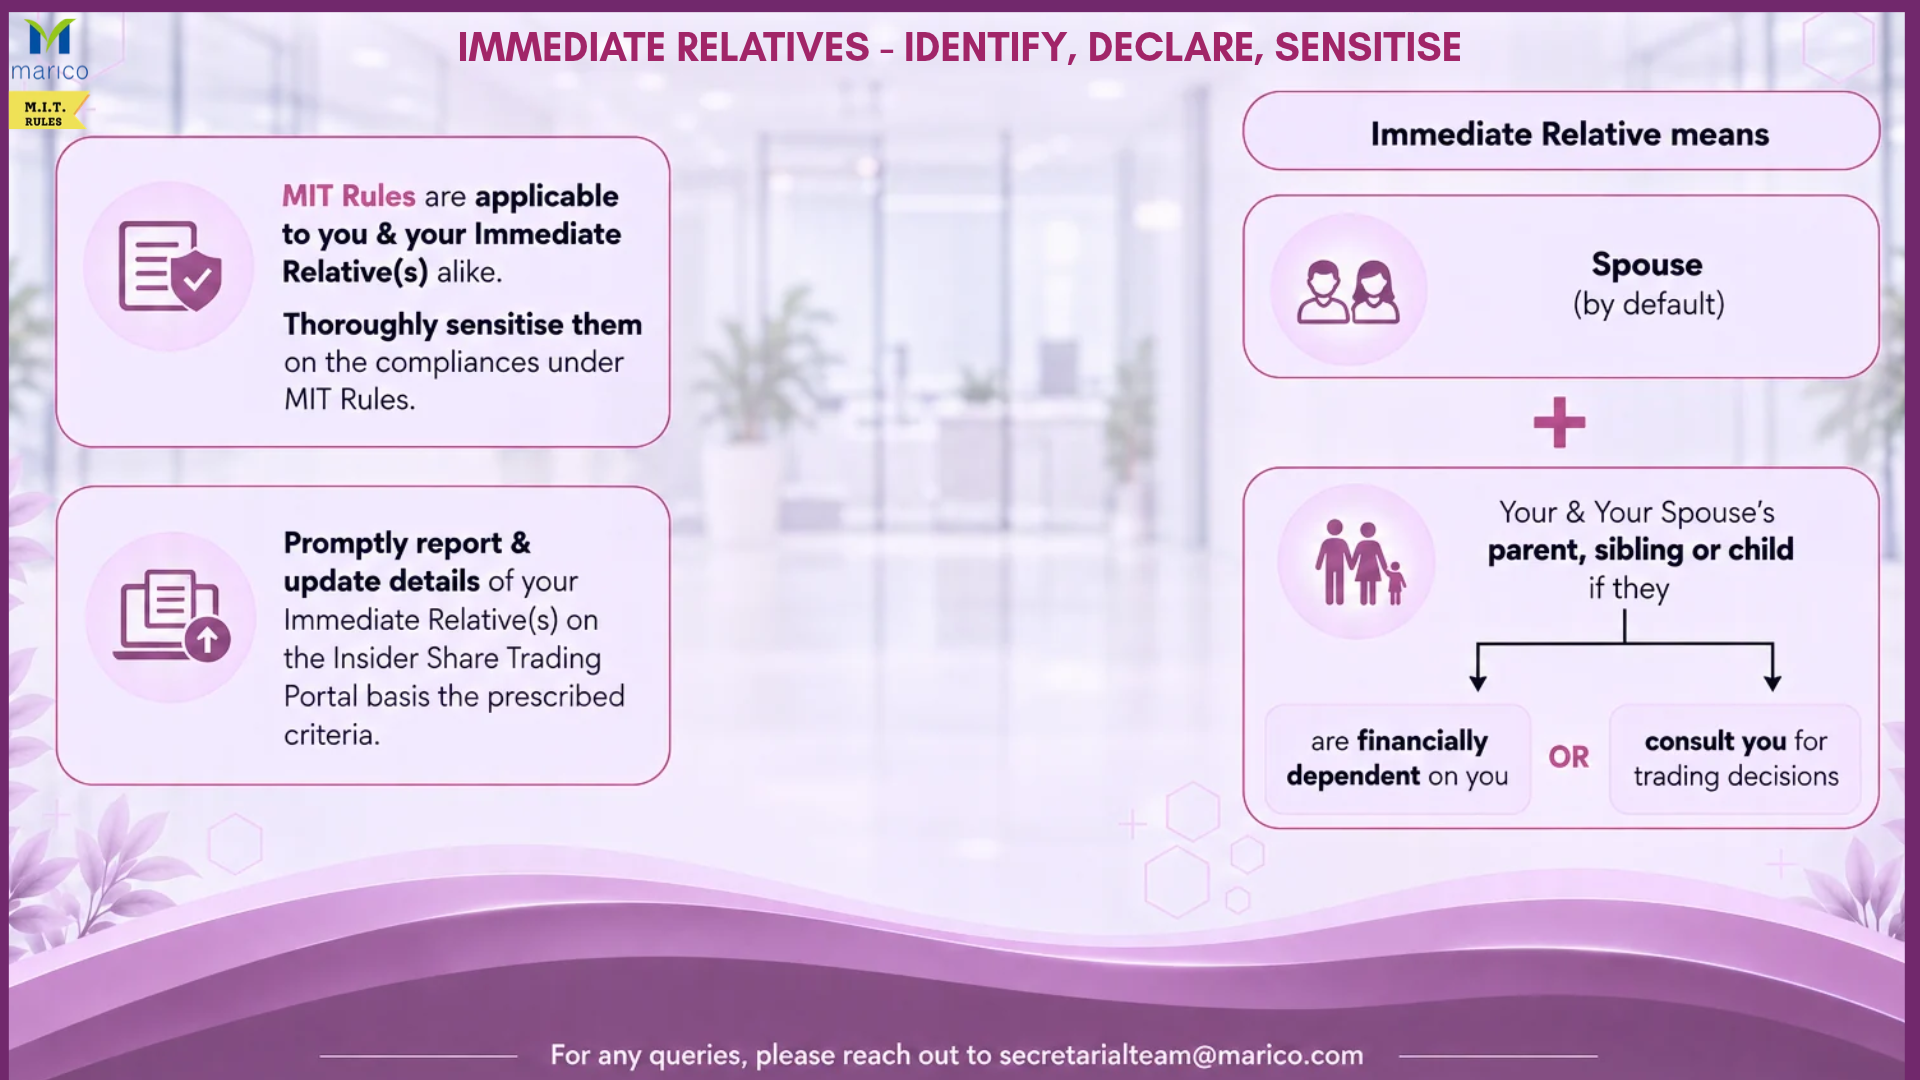 marico
M.I.T.
RULES
IMMEDIATE RELATIVES - IDENTIFY, DECLARE, SENSITISE
MIT Rules are applicable
to you & your Immediate
Relative(s) alike.
Thoroughly sensitise them
on the compliances under
MIT Rules.
Promptly report &
update details of your
Immediate Relative(s) on
the Insider Share Trading
Portal basis the prescribed
criteria.
Immediate Relative means
Spouse
(by default)
Your & Your Spouse's
parent, sibling or child
if they
are financially
dependent on you
OR
consult you for
trading decisions
For any queries, please reach out to secretarialteam@marico.com